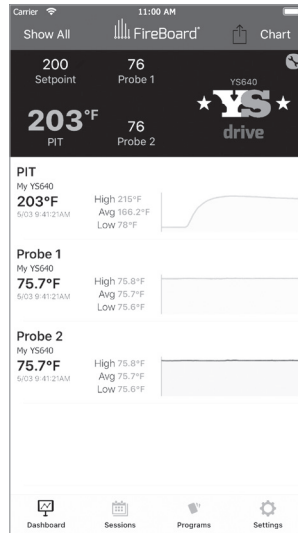 Carrier 11:00 AM
Show All FireBoard Chart
200 76
Setpoint Probe 1
YS640
203°F
YS
PIT
76
Probe 2
drive
PIT
My YS640
203°F
5/03 9:41:21AM
High 215°F
Avg 166.2°F
Low 78°F
Probe 1
My YS640
75.7°F
5/03 9:41:21AM
High 75.8°F
Avg 75.7°F
Low 75.6°F
Probe 2
My YS640
75.7°F
5/03 9:41:21AM
High 75.8°F
Avg 75.7°F
Low 75.6°F
Dashboard Sessions Programs Settings